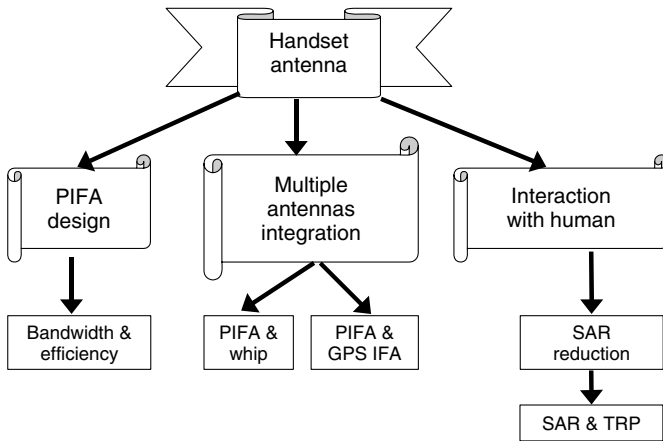 Handset
antenna
PIFA
design
Multiple
antennas
integration
Interaction
with human
Bandwidth &
efficiency
PIFA &
whip
PIFA &
GPS IFA
SAR
reduction
SAR & TRP